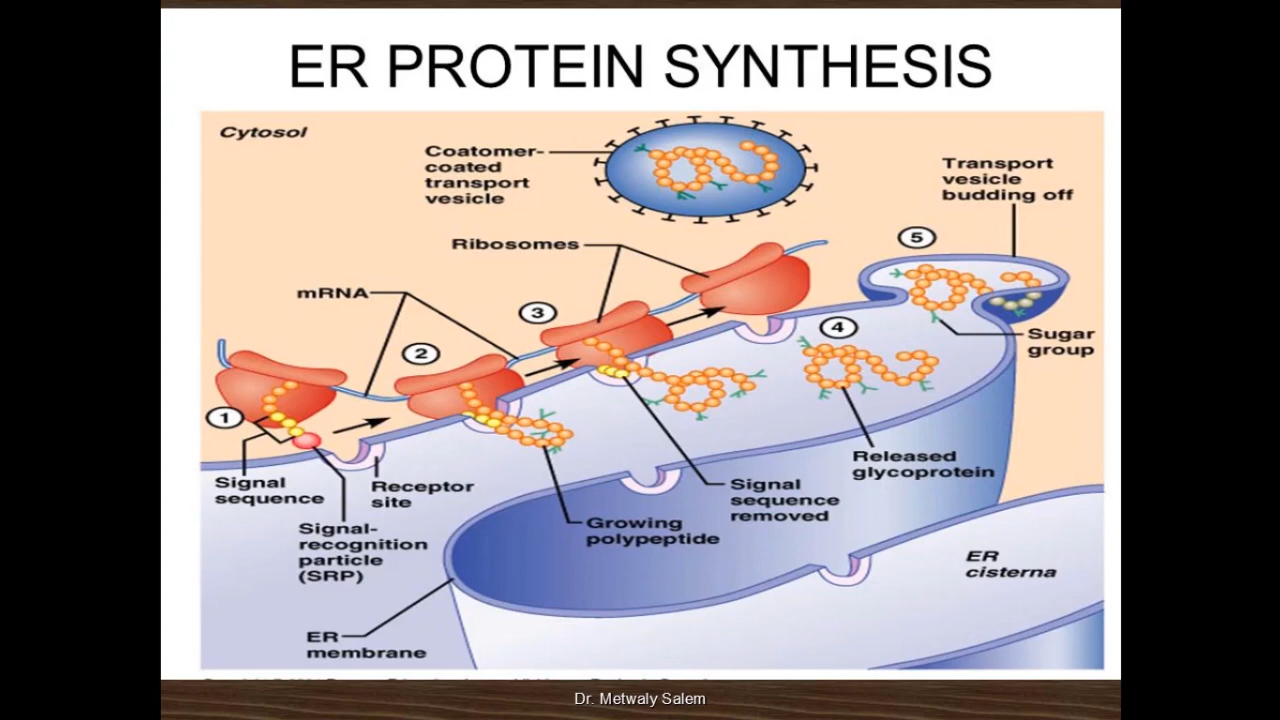 ER PROTEIN SYNTHESIS
Cytosol
Coatomer-
coated
transport
vesicle
Transport
vesicle
budding off
Ribosomes
5
mRNA
3
4
Sugar
group
2
1
Signal
sequence
Receptor
site
Signal-
recognition
particle
(SRP)
Growing
polypeptide
Signal
sequence
removed
Released
glycoprotein
ER
cisterna
ER
membrane
Dr. Metwaly Salem